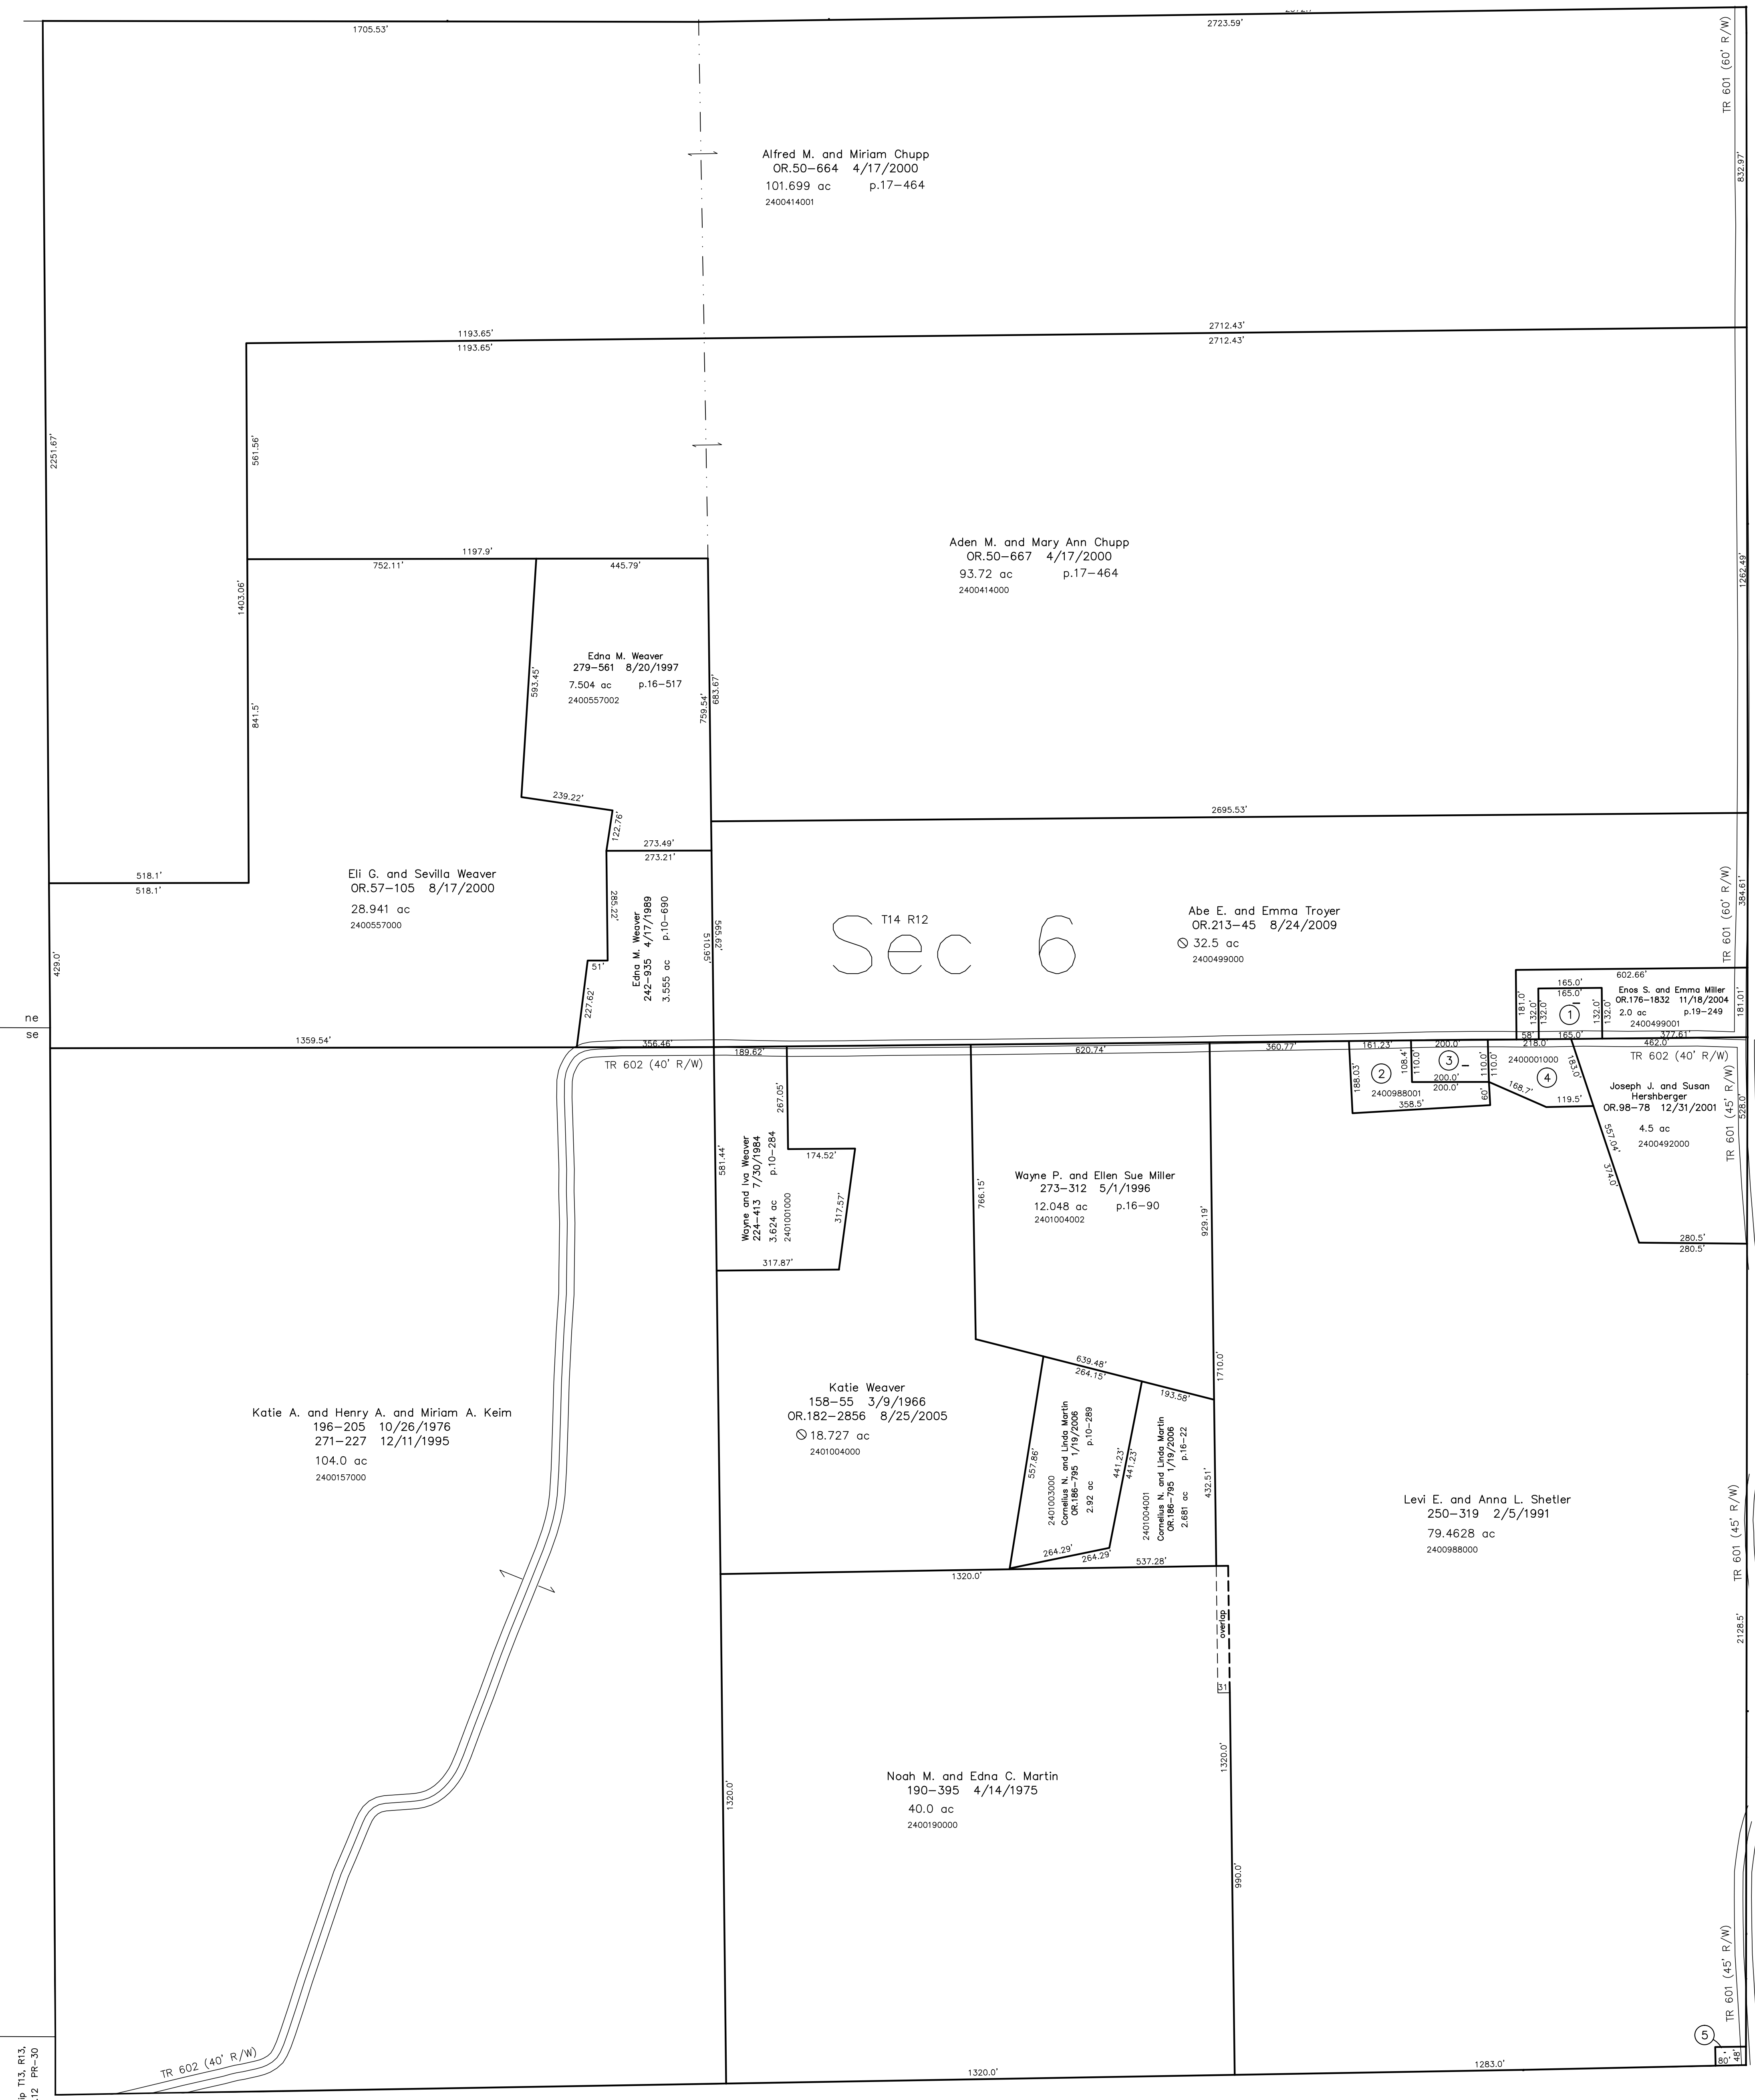 1705.53'
2723.59'
TR 601 (60' R/W)
832.97'
Alfred M. and Miriam Chupp
OR.50-664 4/17/2000
101.699 ac p.17-464
2400414001
1193.65'
1193.65'
2712.43'
2712.43'
2251.67'
561.56'
1403.06'
841.5'
1197.9'
752.11'
445.79'
Aden M. and Mary Ann Chupp
OR.50-667 4/17/2000
93.72 ac p.17-464
2400414000
1262.49'
Edna M. Weaver
279-561 8/20/1997
7.504 ac p.16-517
2400557002
593.45'
759.54'
683.67'
239.22'
122.76'
273.49'
273.21'
2695.53'
518.1'
518.1'
Eli G. and Sevilla Weaver
OR.57-105 8/17/2000
28.941 ac
2400557000
285.22'
Edna M. Weaver
242-935 4/17/1989
3.555 ac p.10-690
510.95'
565.62'
51'
227.62'
429.0'
T14 R12
Sec 6
Abe E. and Emma Troyer
OR.213-45 8/24/2009
32.5 ac
2400499000
TR 601 (60' R/W)
384.61'
602.66'
165.0'
165.0'
181.0'
132.0'
132.0'
1
132.0'
132.0'
Enos S. and Emma Miller
OR.176-1832 11/18/2004
2.0 ac p.19-249
2400499001
181.01'
58'
165.0'
377.61'
ne
se
1359.54'
356.46'
189.62'
620.74'
360.77'
161.23'
200.0'
218.0'
462.0'
TR 602 (40' R/W)
TR 602 (40' R/W)
188.03'
2
2400988001
358.5'
108.4'
110.0'
3
200.0'
200.0'
110.0'
110.0'
60'
2400001000
4
168.7'
119.5'
183.0'
Joseph J. and Susan
Hershberger
OR.98-78 12/31/2001
4.5 ac
2400492000
TR 601 (45' R/W)
528.0'
557.04'
374.0'
280.5'
280.5'
267.05'
581.44'
Wayne and Iva Weaver
224-413 7/30/1984
3.624 ac p.10-284
2401001000
174.52'
317.57'
317.87'
766.15'
Wayne P. and Ellen Sue Miller
273-312 5/1/1996
12.048 ac p.16-90
2401004002
929.19'
1710.0'
639.48'
264.15'
193.58'
Katie Weaver
158-55 3/9/1966
OR.182-2856 8/25/2005
18.727 ac
2401004000
557.86'
2401003000
Cornelius N. and Linda Martin
OR.186-795 1/19/2006
2.92 ac p.10-289
441.23'
441.23'
2401004001
Cornelius N. and Linda Martin
OR.186-795 1/19/2006
2.681 ac p.16-22
432.51'
264.29'
264.29'
537.28'
1320.0'
Katie A. and Henry A. and Miriam A. Keim
196-205 10/26/1976
271-227 12/11/1995
104.0 ac
2400157000
Levi E. and Anna L. Shetler
250-319 2/5/1991
79.4628 ac
2400988000
TR 601 (45' R/W)
2128.5'
overlap
31
1320.0'
1320.0'
Noah M. and Edna C. Martin
190-395 4/14/1975
40.0 ac
2400190000
990.0'
TR 601 (45' R/W)
5
80'
48'
TR 602 (40' R/W)
1320.0'
1283.0'
ip T13, R13,
.12 PR-30